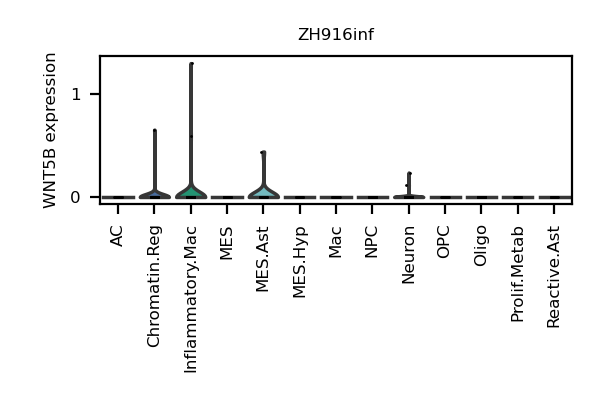 ZH916inf
WNT5B expression
1
0
AC
Chromatin.Reg
Inflammatory.Mac
MES
MES.Ast
MES.Hyp
Mac
NPC
Neuron
OPC
Oligo
Prolif.Metab
Reactive.Ast